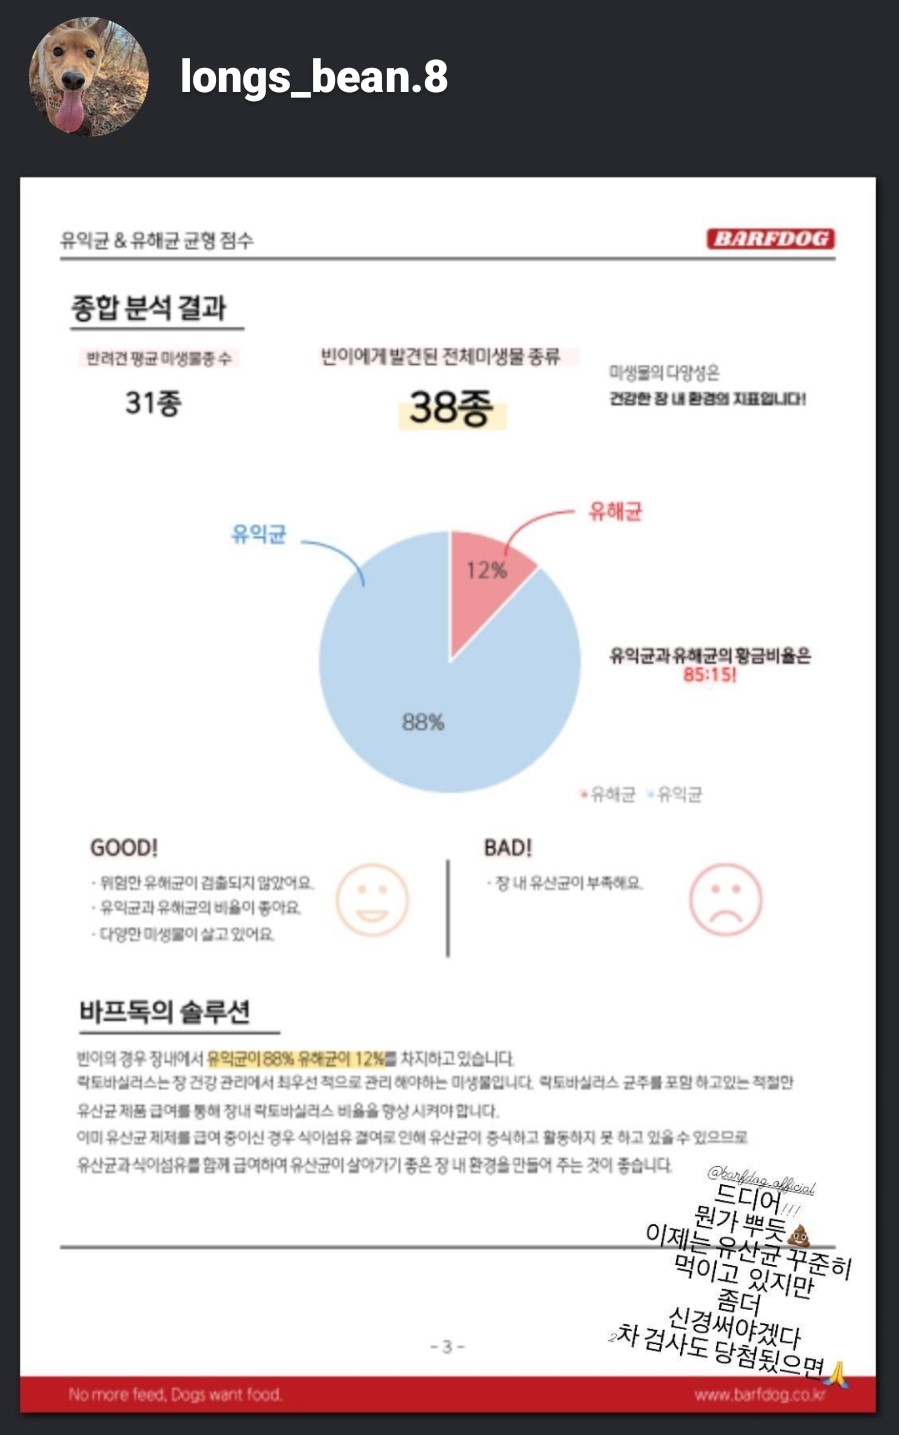 longs_bean.8
유익균 & 유해균 균형 점수
BARFDOG
종합 분석 결과
반려견 평균 미생물종 수
31종
빈이에게 발견된 전체미생물 종류
38종
미생물의 다양성은
건강한 장 내 환경의 지표입니다!
유익균
유해균
12%
88%
유익균과 유해균의 황금비율은
85:15!
유해균 유익균
GOOD!
· 위험한 유해균이 검출되지 않았어요.
· 유익균과 유해균의 비율이 좋아요.
· 다양한 미생물이 살고 있어요.
BAD!
· 장 내 유산균이 부족해요.
바프독의 솔루션
빈이의 경우 장내에서 유익균이 88% 유해균이 12%를 차지하고 있습니다.
락토바실러스는 장 건강 관리에서 최우선 적으로 관리 해야하는 미생물입니다. 락토바실러스 균주를 포함 하고있는 적절한
유산균 제품 급여를 통해 장내 락토바실러스 비율을 향상 시켜야 합니다.
이미 유산균 제제를 급여 중이신 경우 식이섬유 결여로 인해 유산균이 증식하고 활동하지 못 하고 있을 수 있으므로
유산균과 식이섬유를 함께 급여하여 유산균이 살아가기 좋은 장 내 환경을 만들어 주는 것이 좋습니다.
@barfdog_official
드디어!!!
뭔가 뿌듯💩
이제는 유산균 꾸준히
먹이고 있지만
좀더
신경써야겠다
2차 검사도 당첨됬으면🙏
- 3 -
No more feed, Dogs want food.
www.barfdog.co.kr